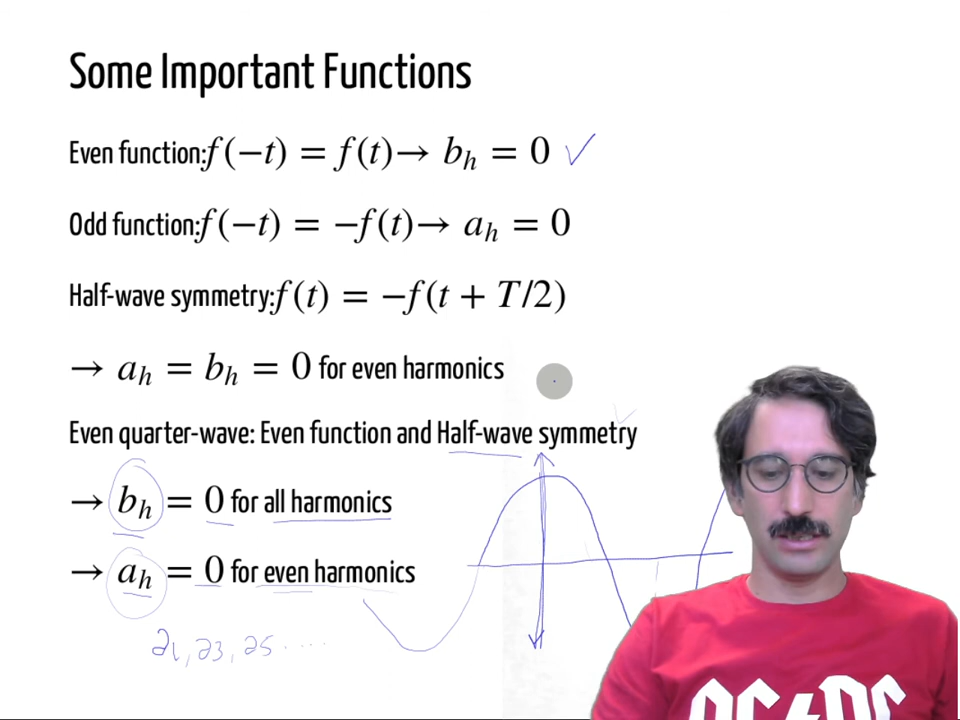 Some Important Functions
Even function: f(−t) = f(t) → b_h = 0 ✓
Odd function: f(−t) = −f(t) → a_h = 0
Half-wave symmetry: f(t) = −f(t + T/2)
→ a_h = b_h = 0 for even harmonics
Even quarter-wave: Even function and Half-wave symmetry
→ b_h = 0 for all harmonics
→ a_h = 0 for even harmonics
a1, a3, a5 ....
AC⚡DC